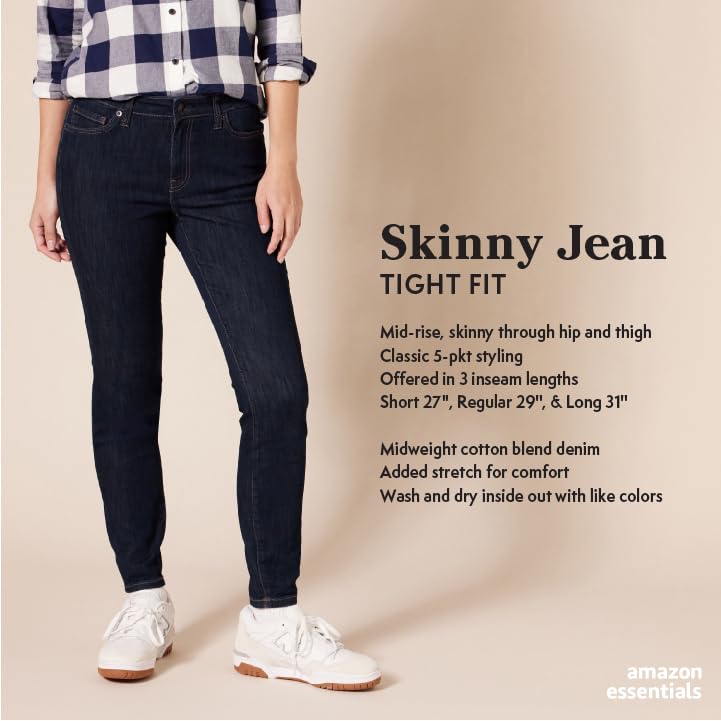 Skinny Jean
TIGHT FIT
Mid-rise, skinny through hip and thigh
Classic 5-pkt styling
Offered in 3 inseam lengths
Short 27", Regular 29", & Long 31"
Midweight cotton blend denim
Added stretch for comfort
Wash and dry inside out with like colors
amazon
essentials